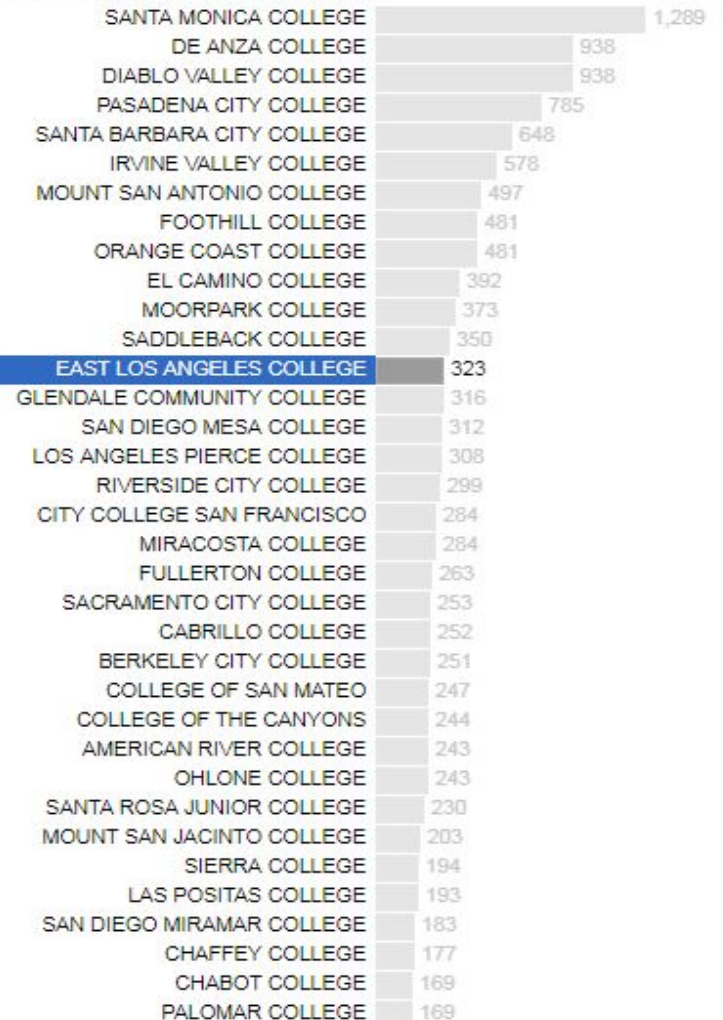 SANTA MONICA COLLEGE 1,289
DE ANZA COLLEGE 938
DIABLO VALLEY COLLEGE 938
PASADENA CITY COLLEGE 785
SANTA BARBARA CITY COLLEGE 648
IRVINE VALLEY COLLEGE 578
MOUNT SAN ANTONIO COLLEGE 497
FOOTHILL COLLEGE 481
ORANGE COAST COLLEGE 481
EL CAMINO COLLEGE 392
MOORPARK COLLEGE 373
SADDLEBACK COLLEGE 350
EAST LOS ANGELES COLLEGE 323
GLENDALE COMMUNITY COLLEGE 316
SAN DIEGO MESA COLLEGE 312
LOS ANGELES PIERCE COLLEGE 308
RIVERSIDE CITY COLLEGE 299
CITY COLLEGE SAN FRANCISCO 284
MIRACOSTA COLLEGE 284
FULLERTON COLLEGE 263
SACRAMENTO CITY COLLEGE 253
CABRILLO COLLEGE 252
BERKELEY CITY COLLEGE 251
COLLEGE OF SAN MATEO 247
COLLEGE OF THE CANYONS 244
AMERICAN RIVER COLLEGE 243
OHLONE COLLEGE 243
SANTA ROSA JUNIOR COLLEGE 230
MOUNT SAN JACINTO COLLEGE 203
SIERRA COLLEGE 194
LAS POSITAS COLLEGE 193
SAN DIEGO MIRAMAR COLLEGE 183
CHAFFEY COLLEGE 177
CHABOT COLLEGE 169
PALOMAR COLLEGE 169